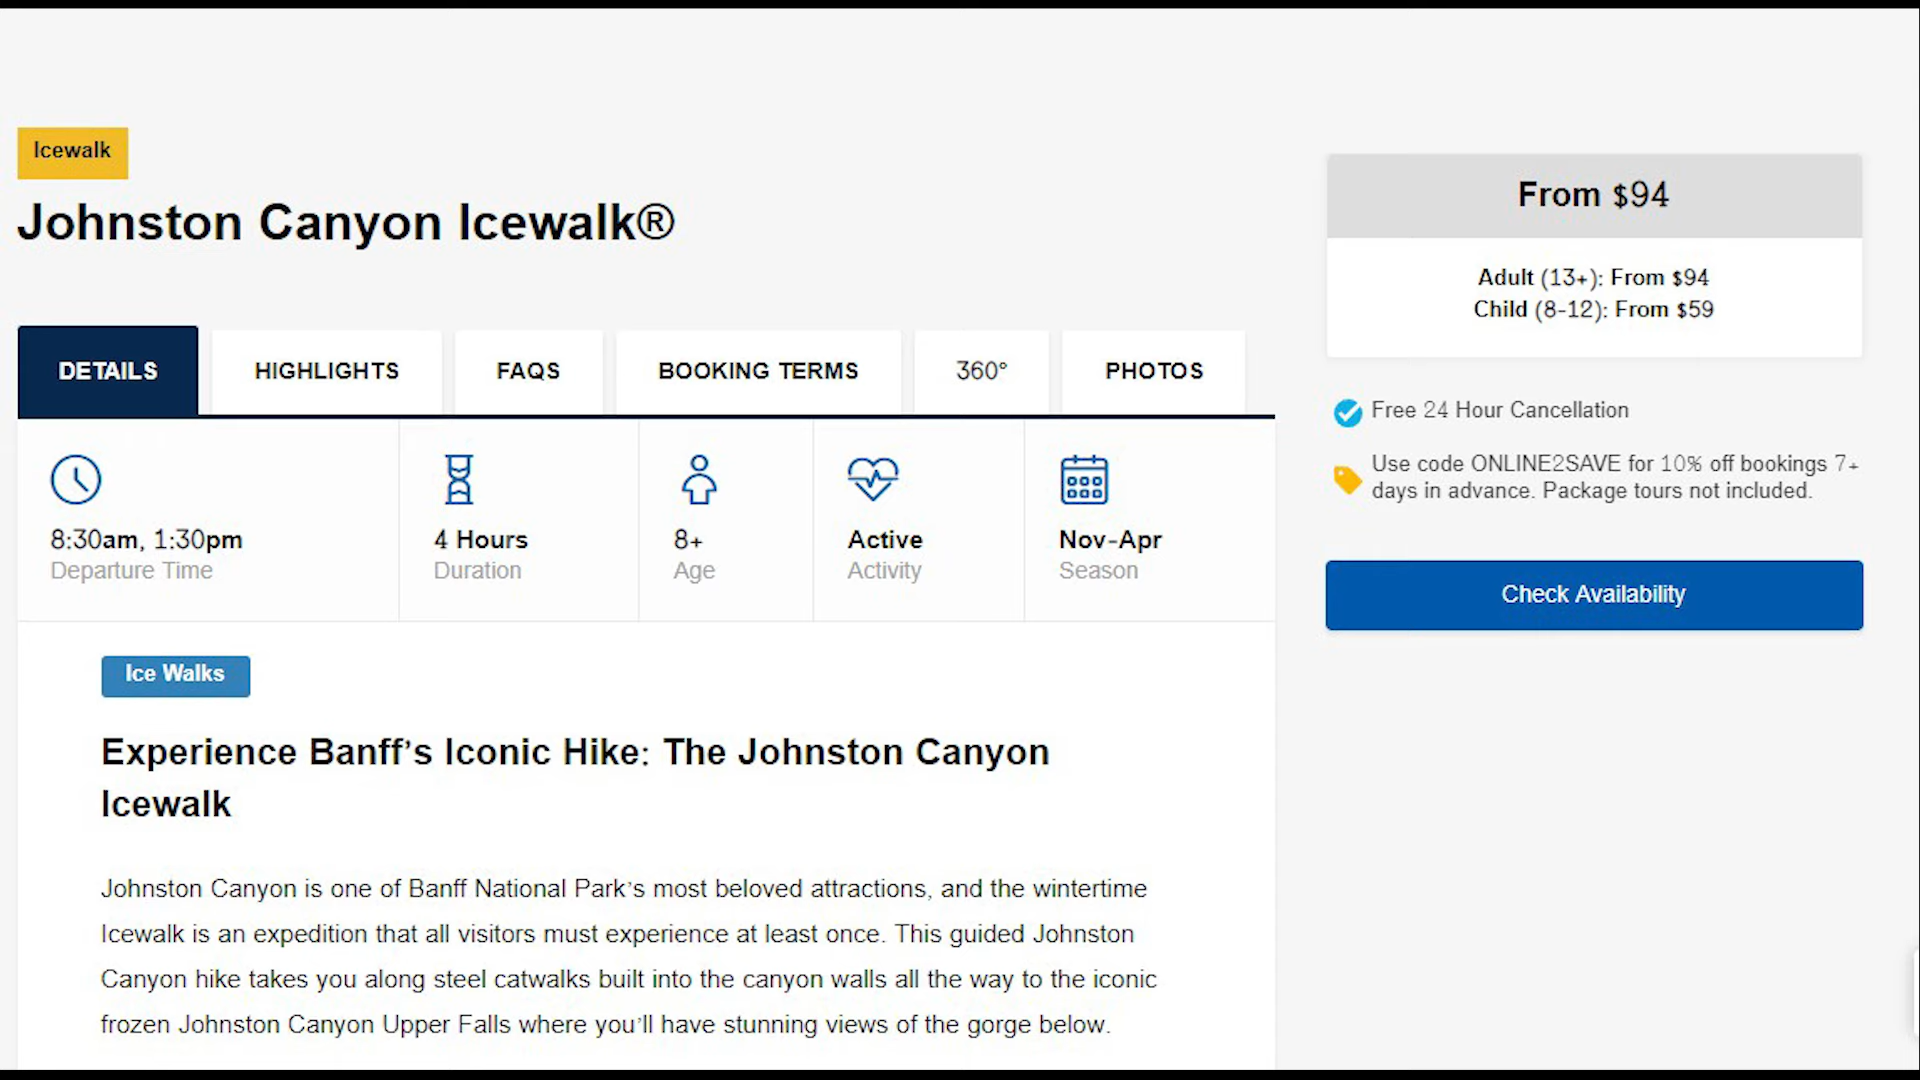 Icewalk
Johnston Canyon Icewalk®
DETAILS
HIGHLIGHTS
FAQS
BOOKING TERMS
360°
PHOTOS
8:30am, 1:30pm
Departure Time
4 Hours
Duration
8+
Age
Active
Activity
Nov-Apr
Season
Ice Walks
Experience Banff’s Iconic Hike: The Johnston Canyon
Icewalk
Johnston Canyon is one of Banff National Park’s most beloved attractions, and the wintertime
Icewalk is an expedition that all visitors must experience at least once. This guided Johnston
Canyon hike takes you along steel catwalks built into the canyon walls all the way to the iconic
frozen Johnston Canyon Upper Falls where you’ll have stunning views of the gorge below.
From $94
Adult (13+): From $94
Child (8-12): From $59
Free 24 Hour Cancellation
Use code ONLINE2SAVE for 10% off bookings 7+
days in advance. Package tours not included.
Check Availability